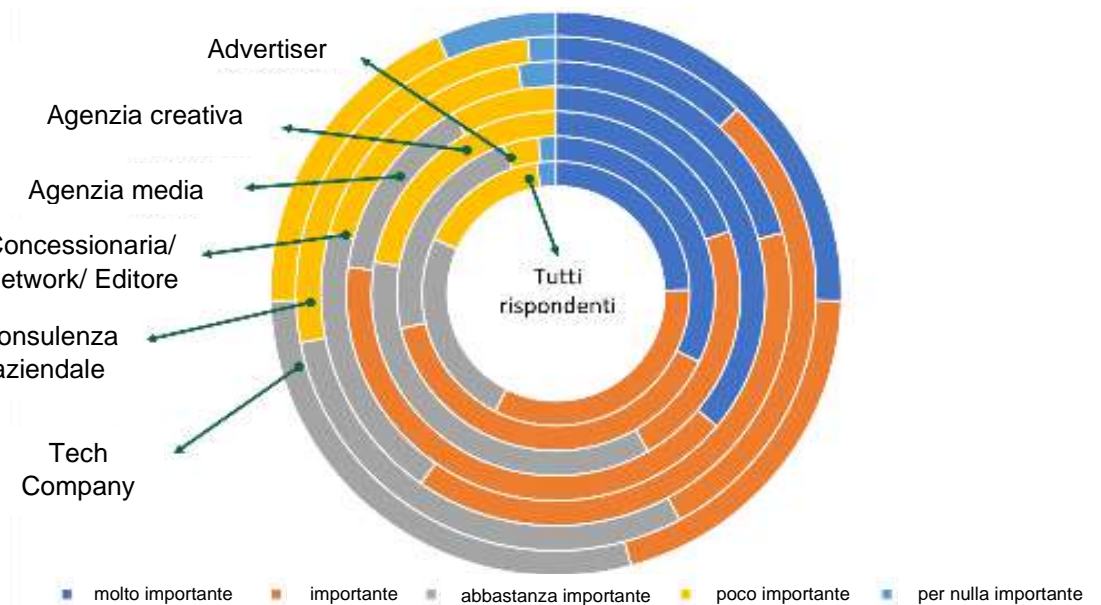 Advertiser
Agenzia creativa
Agenzia media
oncessionaria/
etwork/ Editore
onsulenza
aziendale
Tech
Company
Tutti
rispondenti
molto importante importante abbastanza importante poco importante per nulla importante